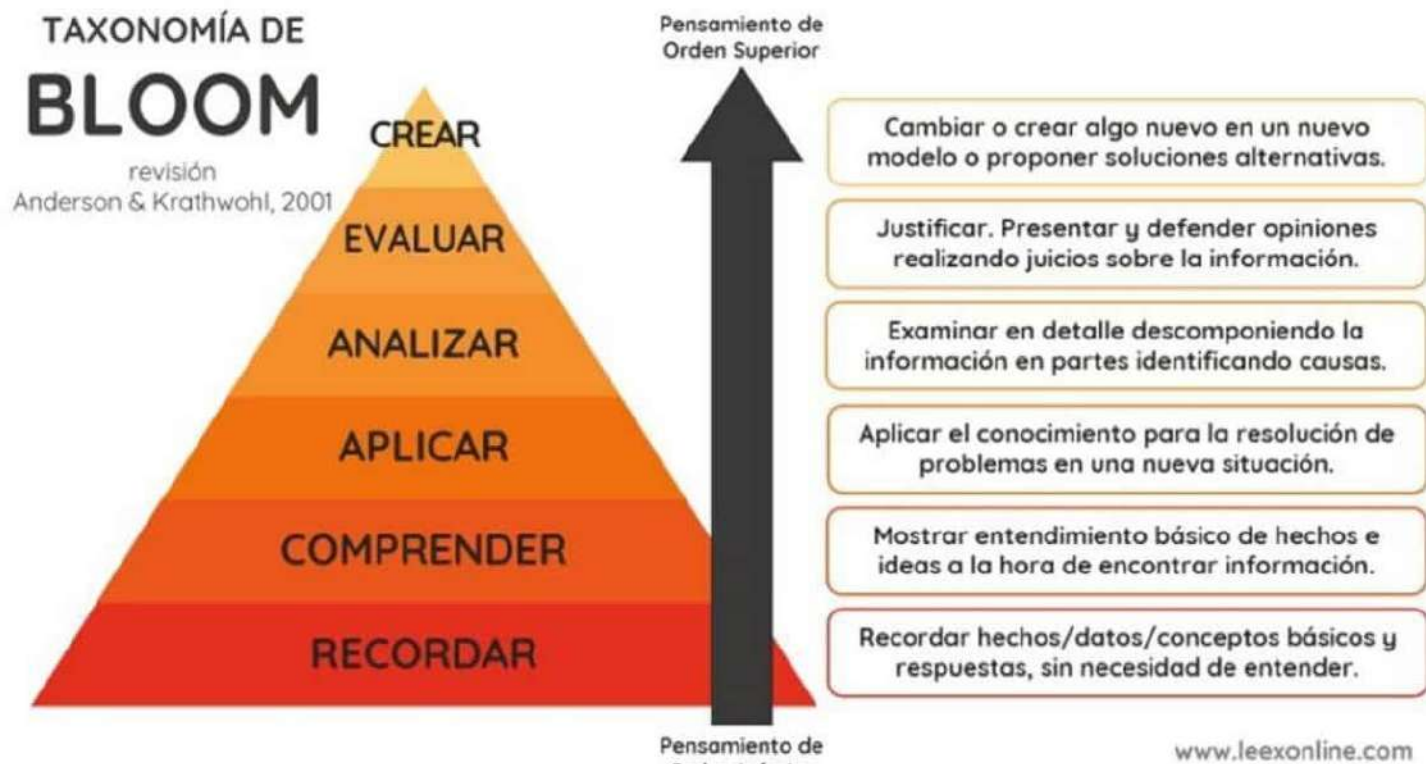 TAXONOMÍA DE
BLOOM
revisión
Anderson & Krathwohl, 2001
Pensamiento de
Orden Superior
CREAR
Cambiar o crear algo nuevo en un nuevo
modelo o proponer soluciones alternativas.
EVALUAR
Justificar. Presentar y defender opiniones
realizando juicios sobre la información.
ANALIZAR
Examinar en detalle descomponiendo la
información en partes identificando causas.
APLICAR
Aplicar el conocimiento para la resolución de
problemas en una nueva situación.
COMPRENDER
Mostrar entendimiento básico de hechos e
ideas a la hora de encontrar información.
RECORDAR
Recordar hechos/datos/conceptos básicos y
respuestas, sin necesidad de entender.
Pensamiento de
www.leexonline.com